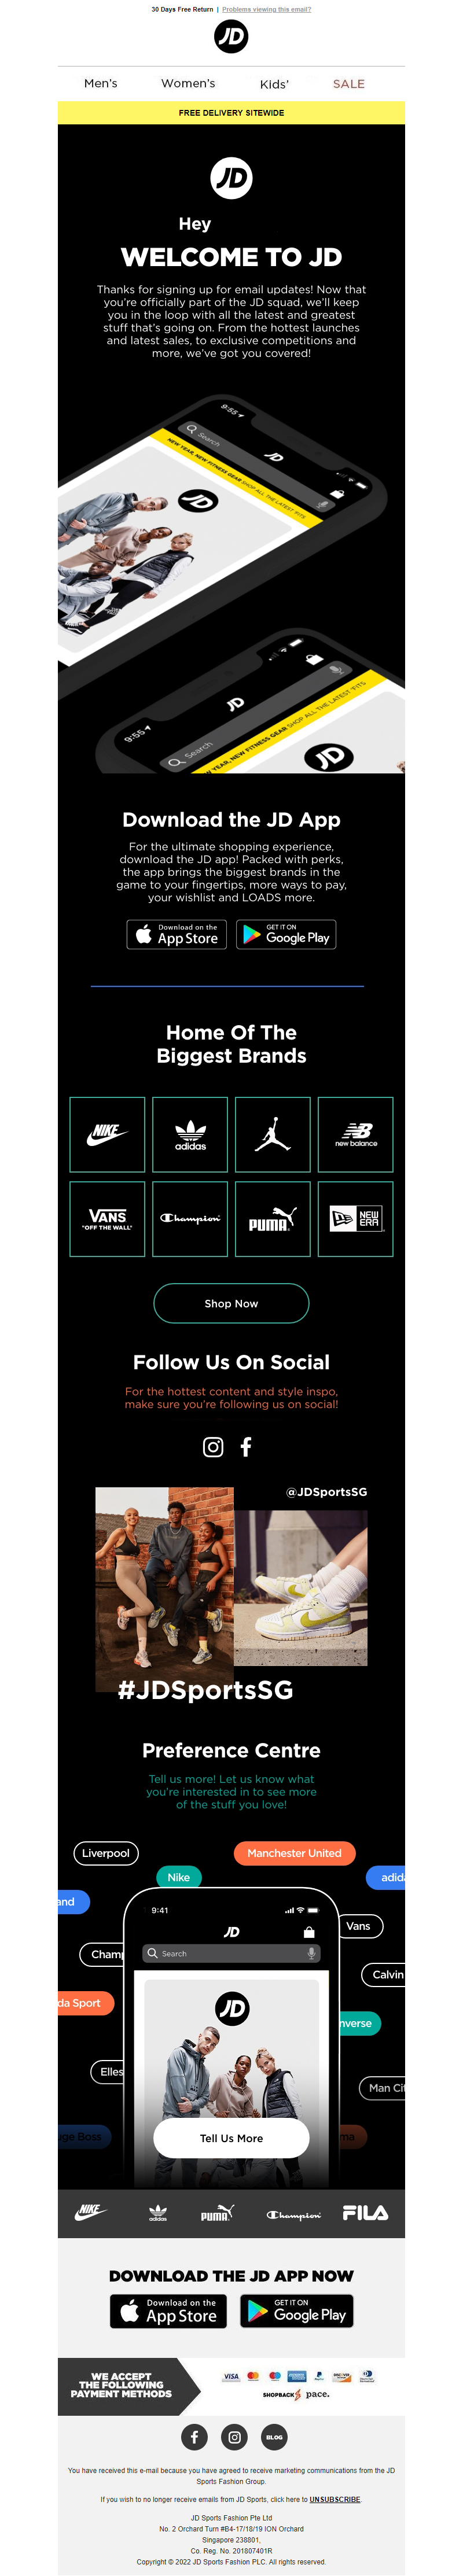 30 Days Free Return | Problems viewing this email?
JD
Men's Women's Kids' SALE
FREE DELIVERY SITEWIDE
JD
Hey
WELCOME TO JD
Thanks for signing up for email updates! Now that
you're officially part of the JD squad, we'll keep
you in the loop with all the latest and greatest
stuff that's going on. From the hottest launches
and latest sales, to exclusive competitions and
more, we've got you covered!
9:55
JD
Search
NEW YEAR, NEW FITNESS GEAR SHOP ALL THE LATEST 'FITS
JD
9:55
JD
Search
YEAR, NEW FITNESS GEAR SHOP ALL THE LATEST 'FITS
JD
Download the JD App
For the ultimate shopping experience,
download the JD app! Packed with perks,
the app brings the biggest brands in the
game to your fingertips, more ways to pay,
your wishlist and LOADS more.
Download on the App Store
GET IT ON Google Play
Home Of The
Biggest Brands
NIKE adidas new balance
VANS "OFF THE WALL" Champion PUMA NEW ERA
Shop Now
Follow Us On Social
For the hottest content and style inspo,
make sure you're following us on social!
@JDSportsSG
#JDSportsSG
Preference Centre
Tell us more! Let us know what
you're interested in to see more
of the stuff you love!
Liverpool Manchester United
Nike adid
and
9:41
Vans
JD
Champ Search
Calvin
da Sport JD
nverse
Elles
Man Cit
uge Boss Tell Us More ma
NIKE adidas PUMA Champion FILA
DOWNLOAD THE JD APP NOW
Download on the App Store
GET IT ON Google Play
WE ACCEPT
THE FOLLOWING
PAYMENT METHODS
VISA PayPal DISCOVER
SHOPBACK pace.
BLOG
You have received this e-mail because you have agreed to receive marketing communications from the JD
Sports Fashion Group.
If you wish to no longer receive emails from JD Sports, click here to UNSUBSCRIBE.
JD Sports Fashion Pte Ltd
No. 2 Orchard Turn #B4-17/18/19 ION Orchard
Singapore 238801,
Co. Reg. No. 201807401R
Copyright © 2022 JD Sports Fashion PLC. All rights reserved.